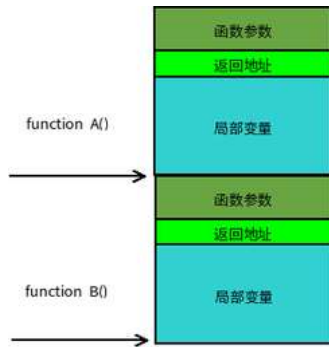 函数参数
返回地址
function A()
局部变量
函数参数
返回地址
function B()
局部变量